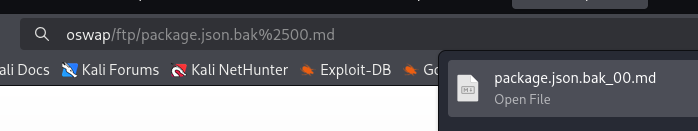 oswap/ftp/package.json.bak%2500.md
ali Docs Kali Forums Kali NetHunter Exploit-DB Go
package.json.bak_00.md
Open File